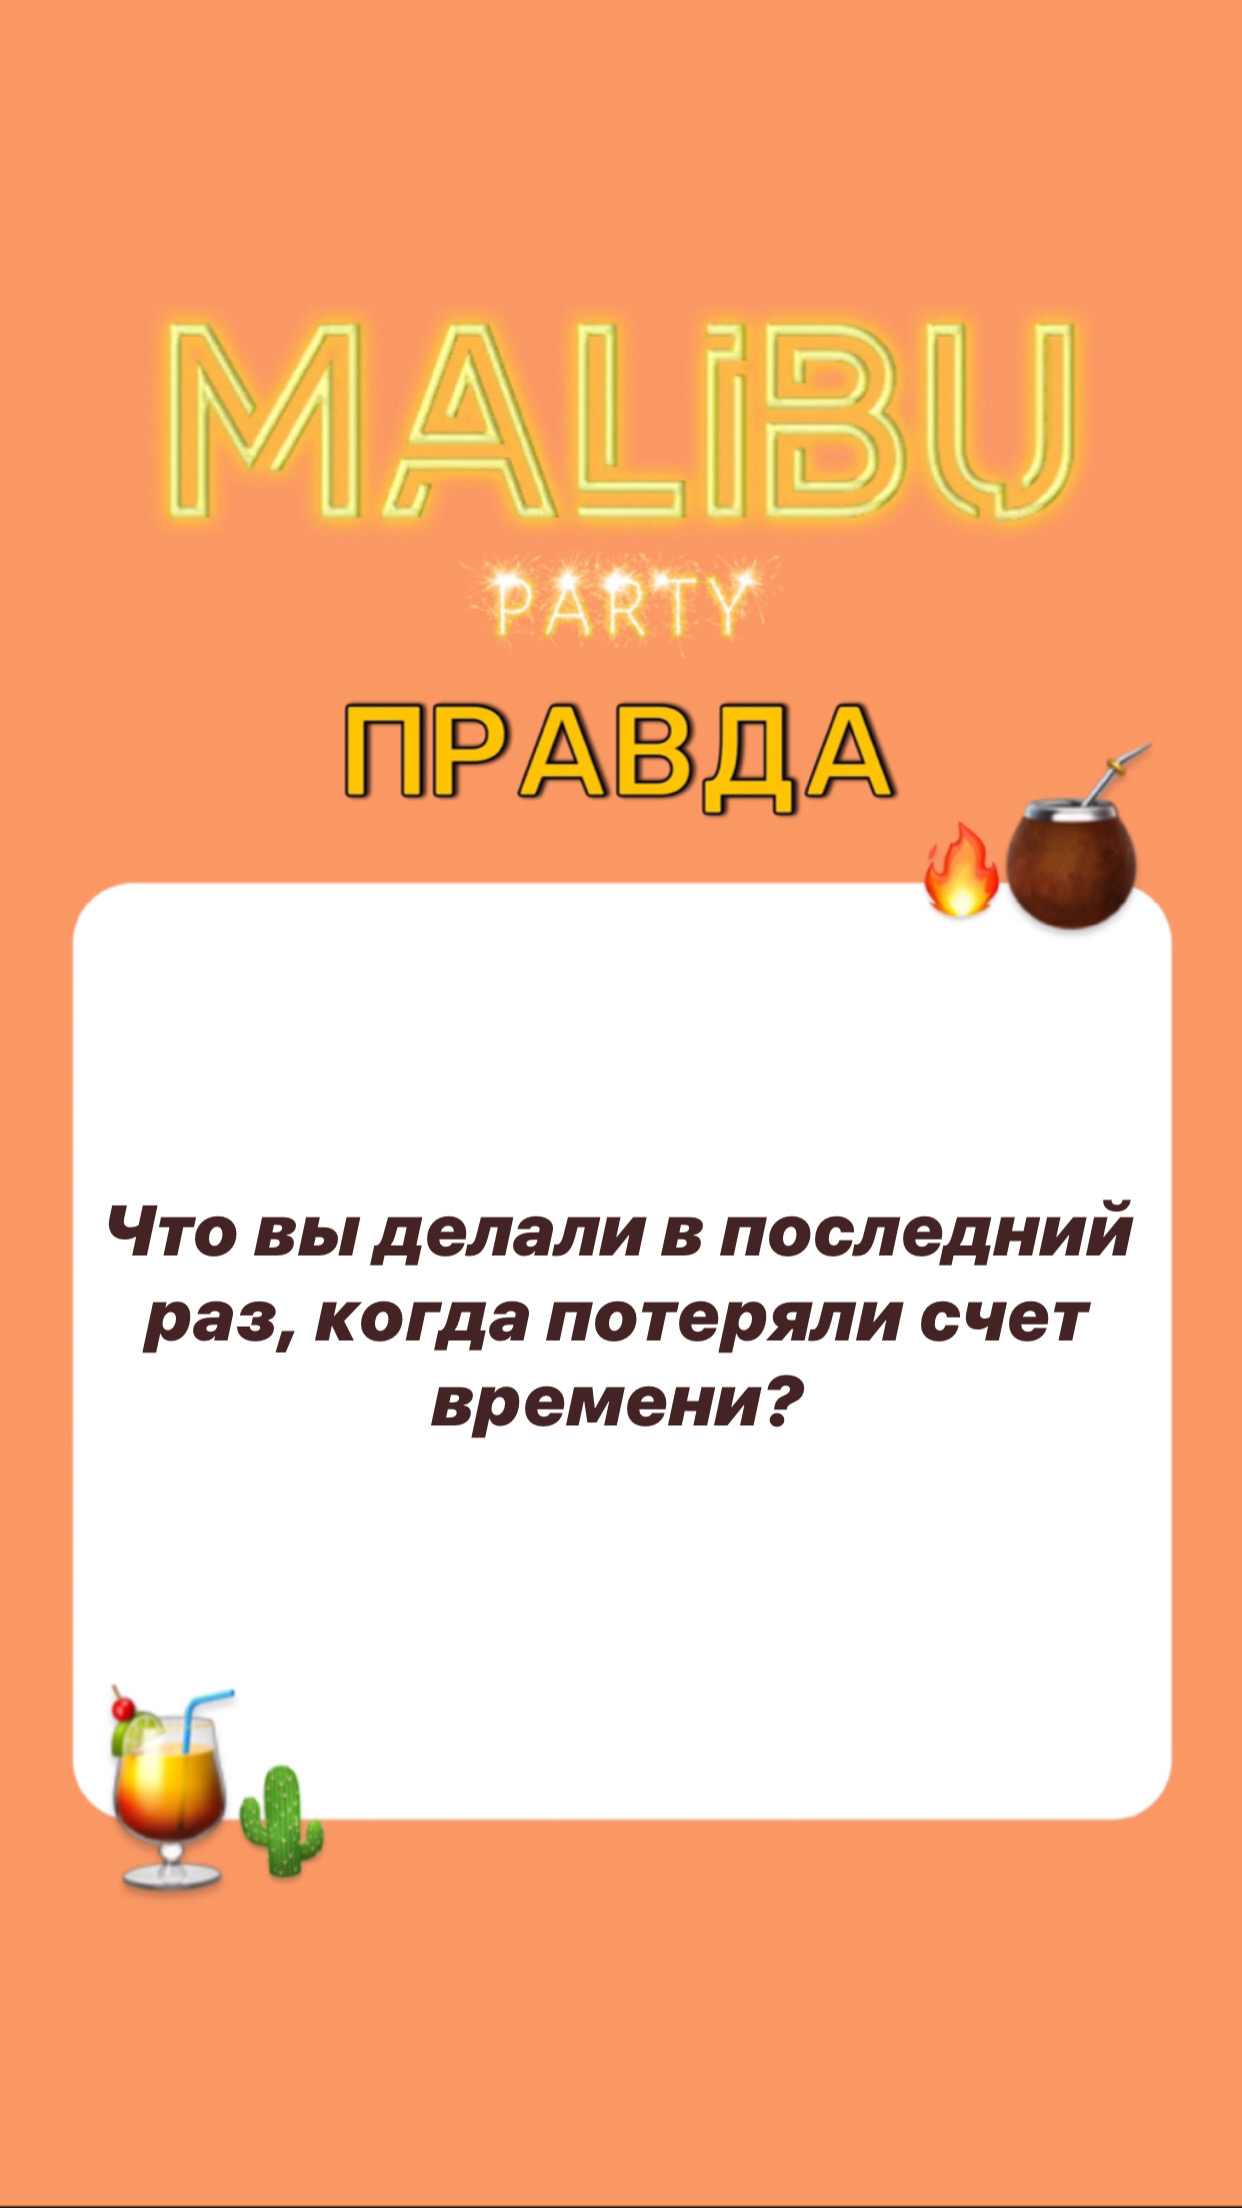 MALiBU
PARTY
ПРАВДА
Что вы делали в последний
раз, когда потеряли счет
времени?